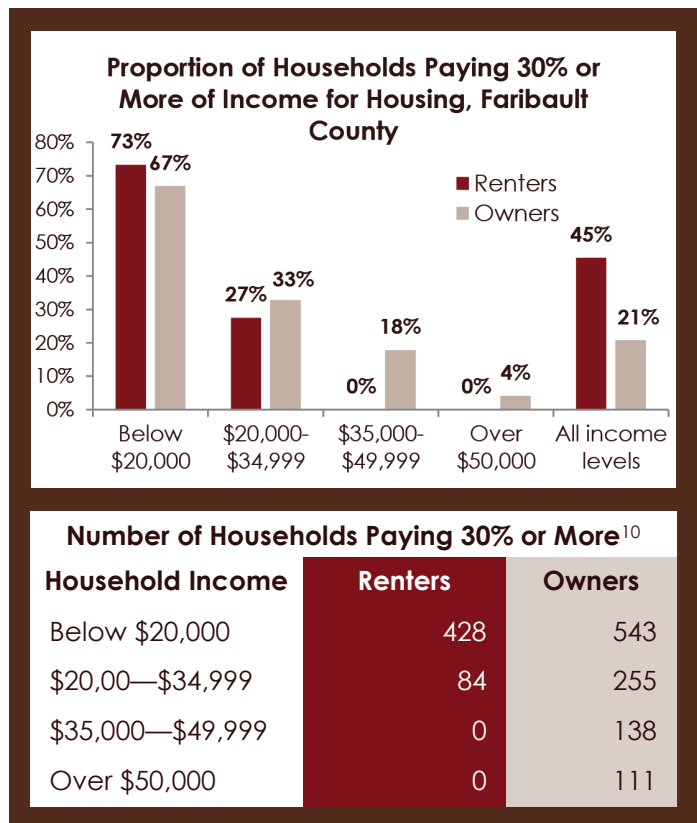 Proportion of Households Paying 30% or
More of Income for Housing, Faribault
County
80%
70%
60%
50%
40%
30%
20%
10%
0%
73%
67%
27%
33%
0%
18%
0%
4%
45%
21%
Renters
Owners
Below
$20,000
$20,000-
$34,999
$35,000-
$49,999
Over
$50,000
All income
levels
Number of Households Paying 30% or More10
Household Income Renters Owners
Below $20,000 428 543
$20,00—$34,999 84 255
$35,000—$49,999 0 138
Over $50,000 0 111